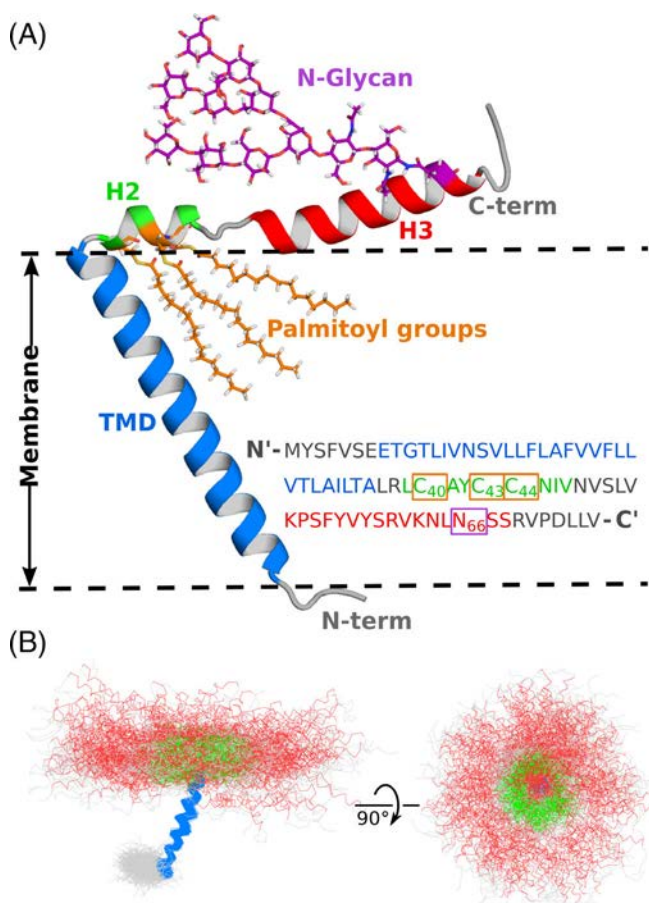 (A)
N-Glycan
H2
C-term
H3
Palmitoyl groups
Membrane
TMD
N'-MYSFVSEETGTLIVNSVLLFLAFVVFLL
VTLAILTALRLC40AYC43C44NIVNVSLV
KPSFYVYSRVKNLN66SSRVPDLLV-C'
N-term
(B)
90°